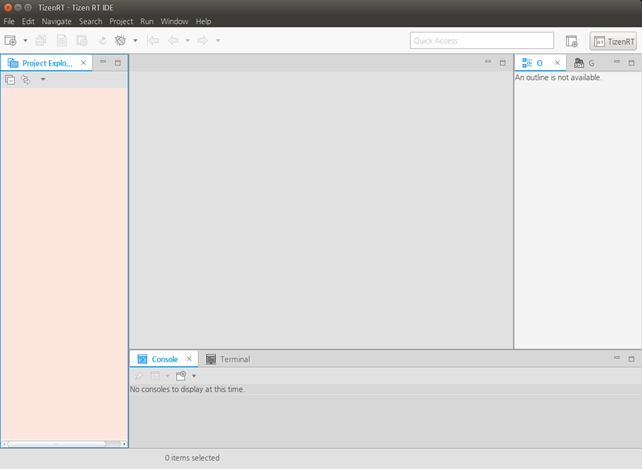 TizenRT - Tizen RT IDE
File Edit Navigate Search Project Run Window Help
Quick Access
TizenRT
Project Explo...
O
G
An outline is not available.
Console
Terminal
No consoles to display at this time.
0 items selected